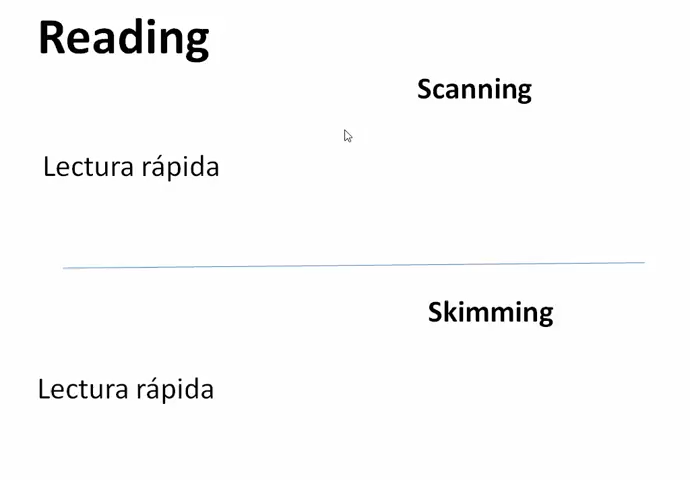 Reading
Scanning
Lectura rápida
Skimming
Lectura rápida